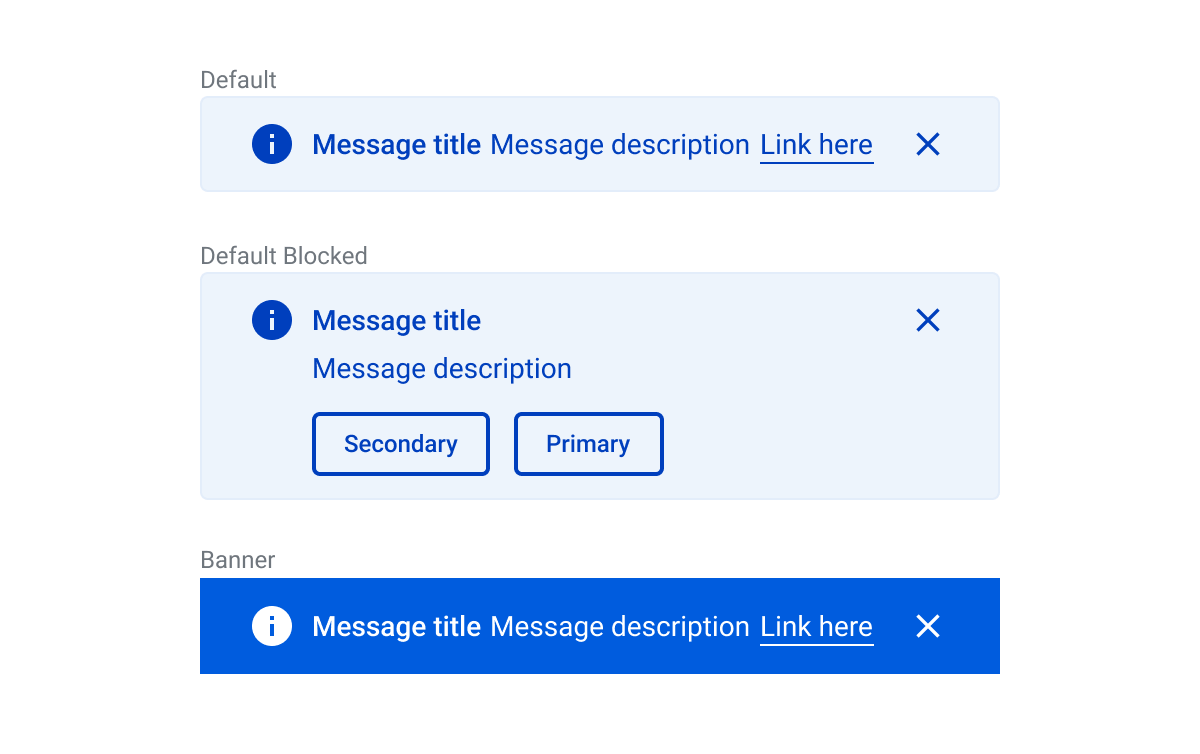 Default
Message title Message description Link here
Default Blocked
Message title
Message description
Secondary Primary
Banner
Message title Message description Link here